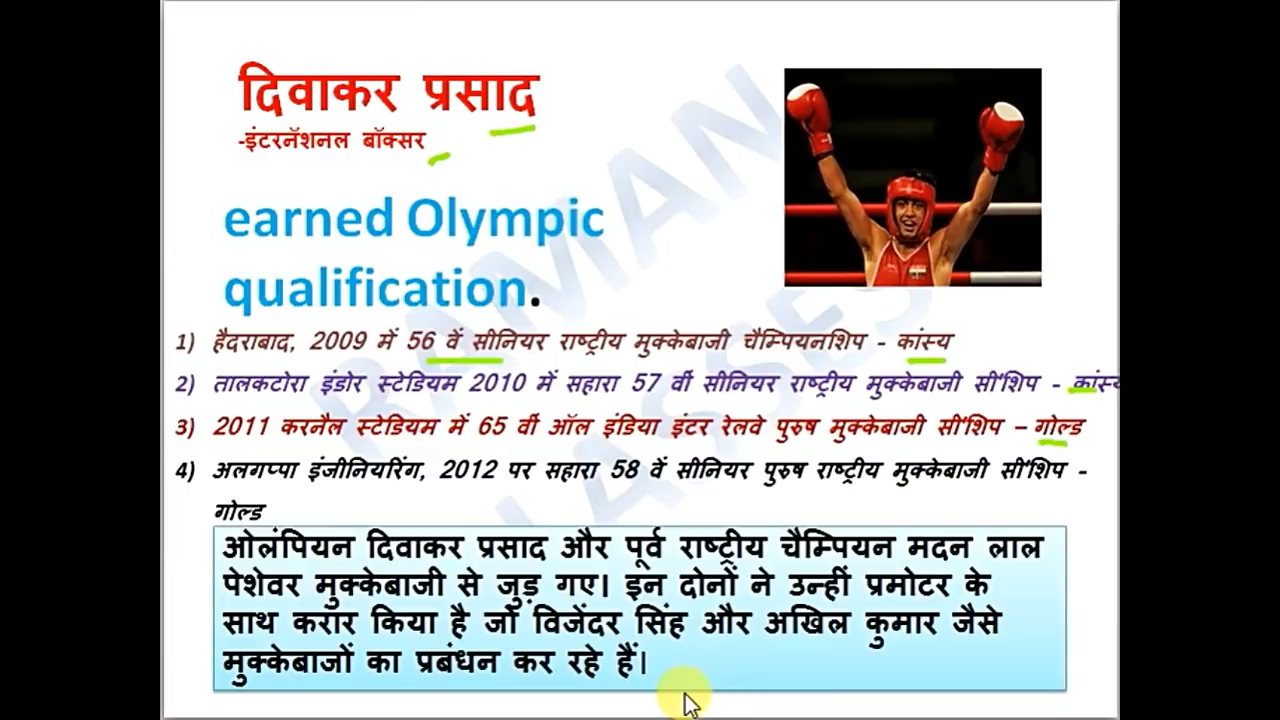 दिवाकर प्रसाद
-इंटरनॅशनल बॉक्सर
earned Olympic
qualification.
1) हैदराबाद, 2009 में 56 वें सीनियर राष्ट्रीय मुक्केबाजी चैम्पियनशिप - कांस्य
2) तालकटोरा इंडोर स्टेडियम 2010 में सहारा 57 वीं सीनियर राष्ट्रीय मुक्केबाजी सी'शिप - कांस्य
3) 2011 करनैल स्टेडियम में 65 वीं ऑल इंडिया इंटर रेलवे पुरुष मुक्केबाजी सी'शिप – गोल्ड
4) अलगप्पा इंजीनियरिंग, 2012 पर सहारा 58 वें सीनियर पुरुष राष्ट्रीय मुक्केबाजी सी'शिप -
गोल्ड
ओलंपियन दिवाकर प्रसाद और पूर्व राष्ट्रीय चैम्पियन मदन लाल
पेशेवर मुक्केबाजी से जुड़ गए। इन दोनों ने उन्हीं प्रमोटर के
साथ करार किया है जो विजेंदर सिंह और अखिल कुमार जैसे
मुक्केबाजों का प्रबंधन कर रहे हैं।